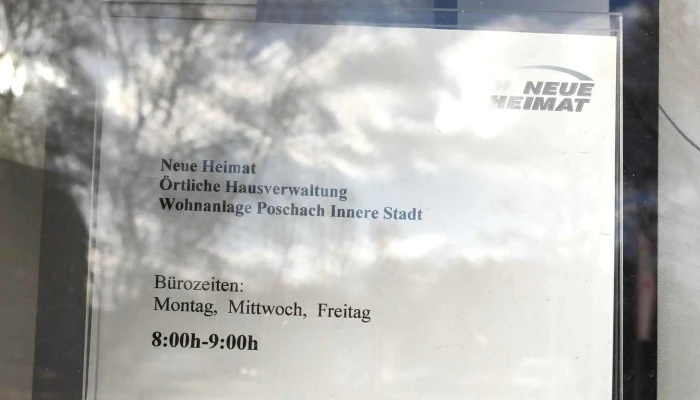 NEUE
HEIMAT
Neue Heimat
Örtliche Hausverwaltung
Wohnanlage Poschach Innere Stadt
Bürozeiten:
Montag, Mittwoch, Freitag
8:00h-9:00h